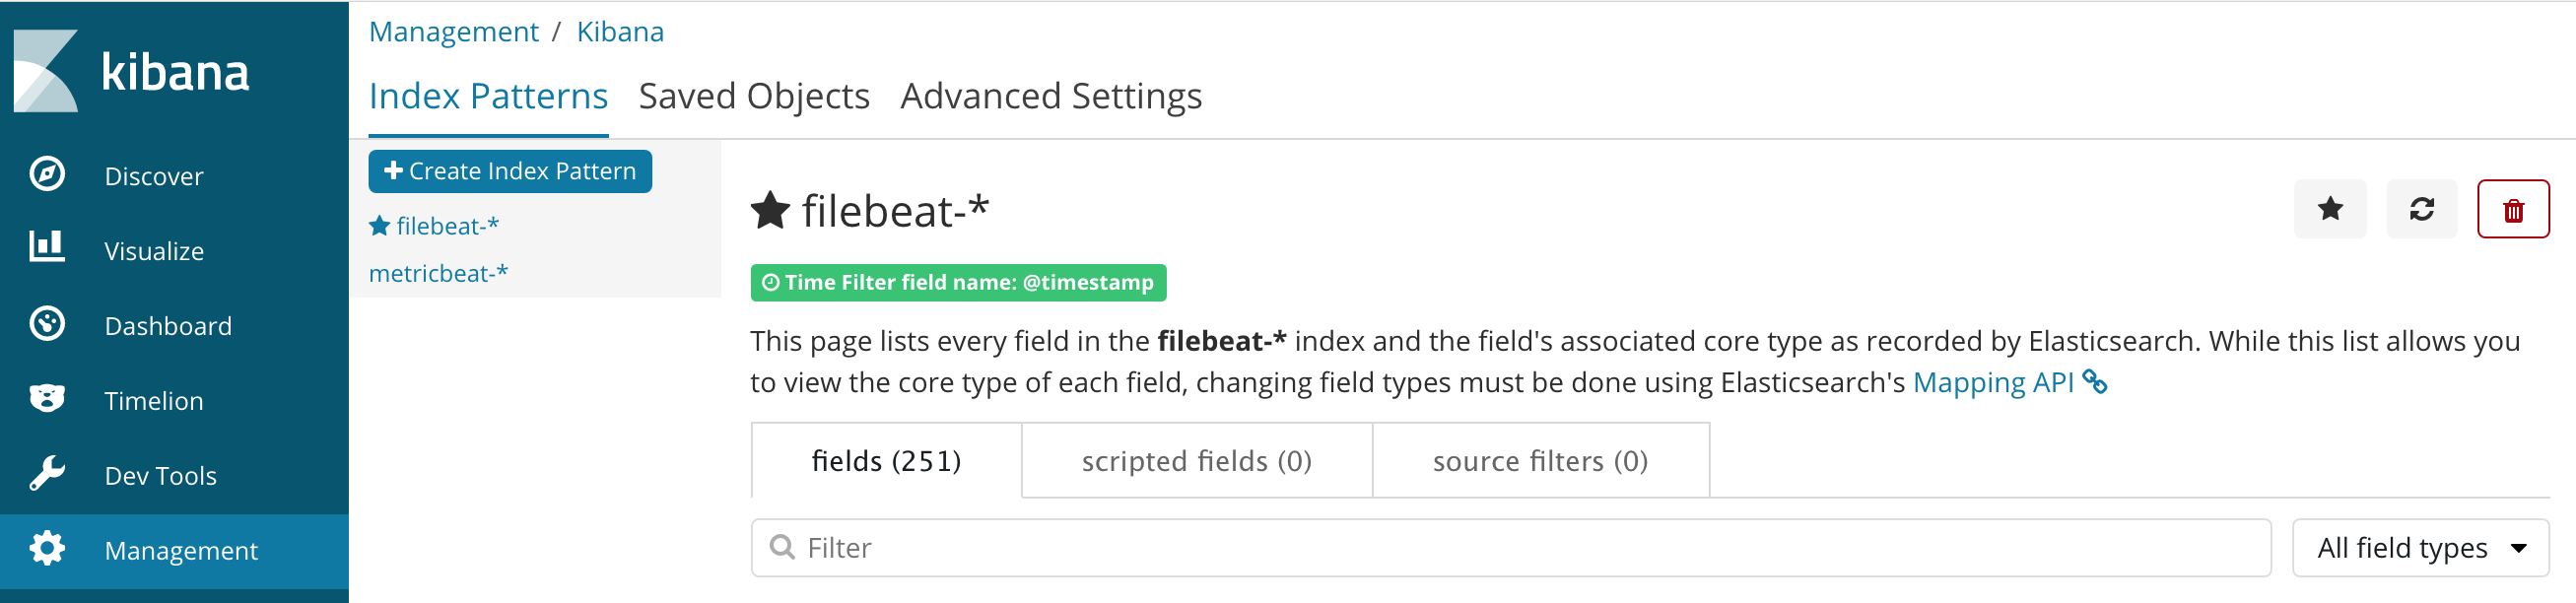 kibana
Discover
Visualize
Dashboard
Timelion
Dev Tools
Management
Management / Kibana
Index Patterns Saved Objects Advanced Settings
Create Index Pattern
filebeat-*
metricbeat-*
filebeat-*
Time Filter field name: @timestamp
This page lists every field in the filebeat-* index and the field's associated core type as recorded by Elasticsearch. While this list allows you
to view the core type of each field, changing field types must be done using Elasticsearch's Mapping API
fields (251) scripted fields (0) source filters (0)
Filter All field types